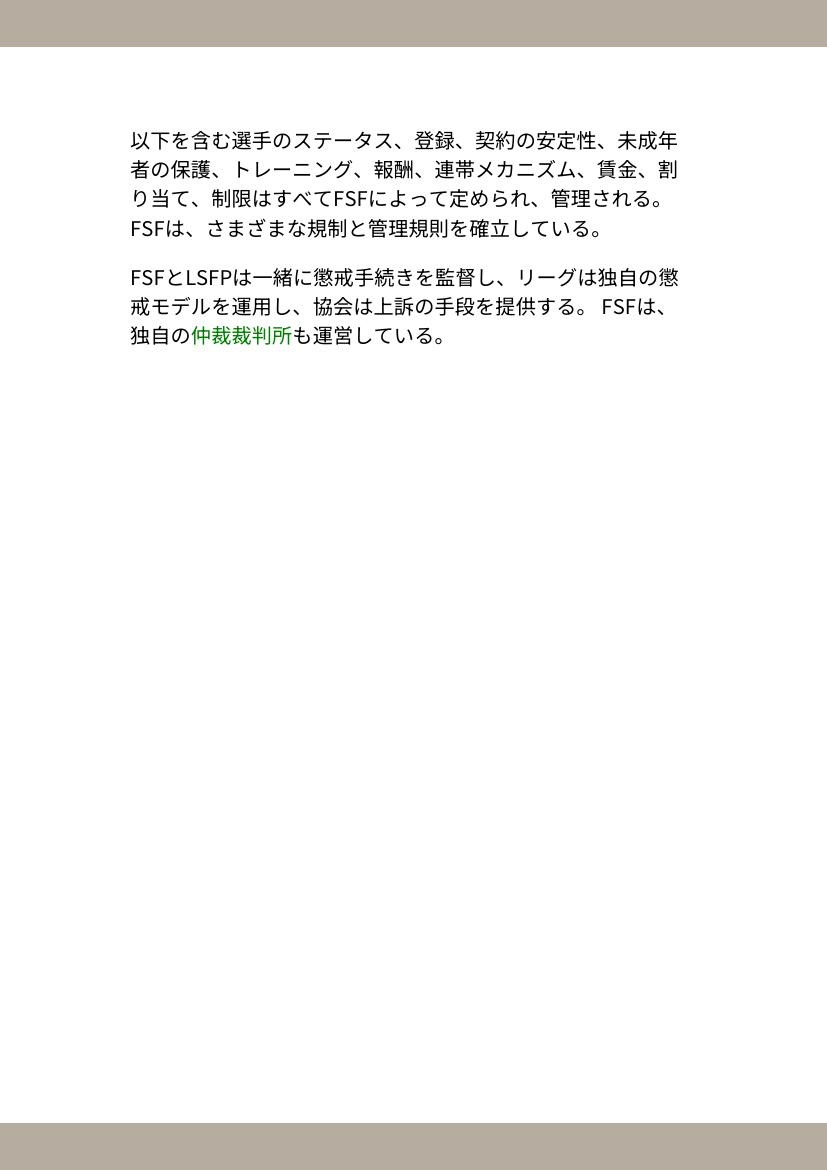 以下を含む選手のステータス、登録、契約の安定性、未成年
者の保護、トレーニング、報酬、連帯メカニズム、賃金、割
り当て、制限はすべてFSFによって定められ、管理される。
FSFは、さまざまな規制と管理規則を確立している。
FSFとLSFPは一緒に懲戒手続きを監督し、リーグは独自の懲
戒モデルを運用し、協会は上訴の手段を提供する。 FSFは、
独自の仲裁裁判所も運営している。